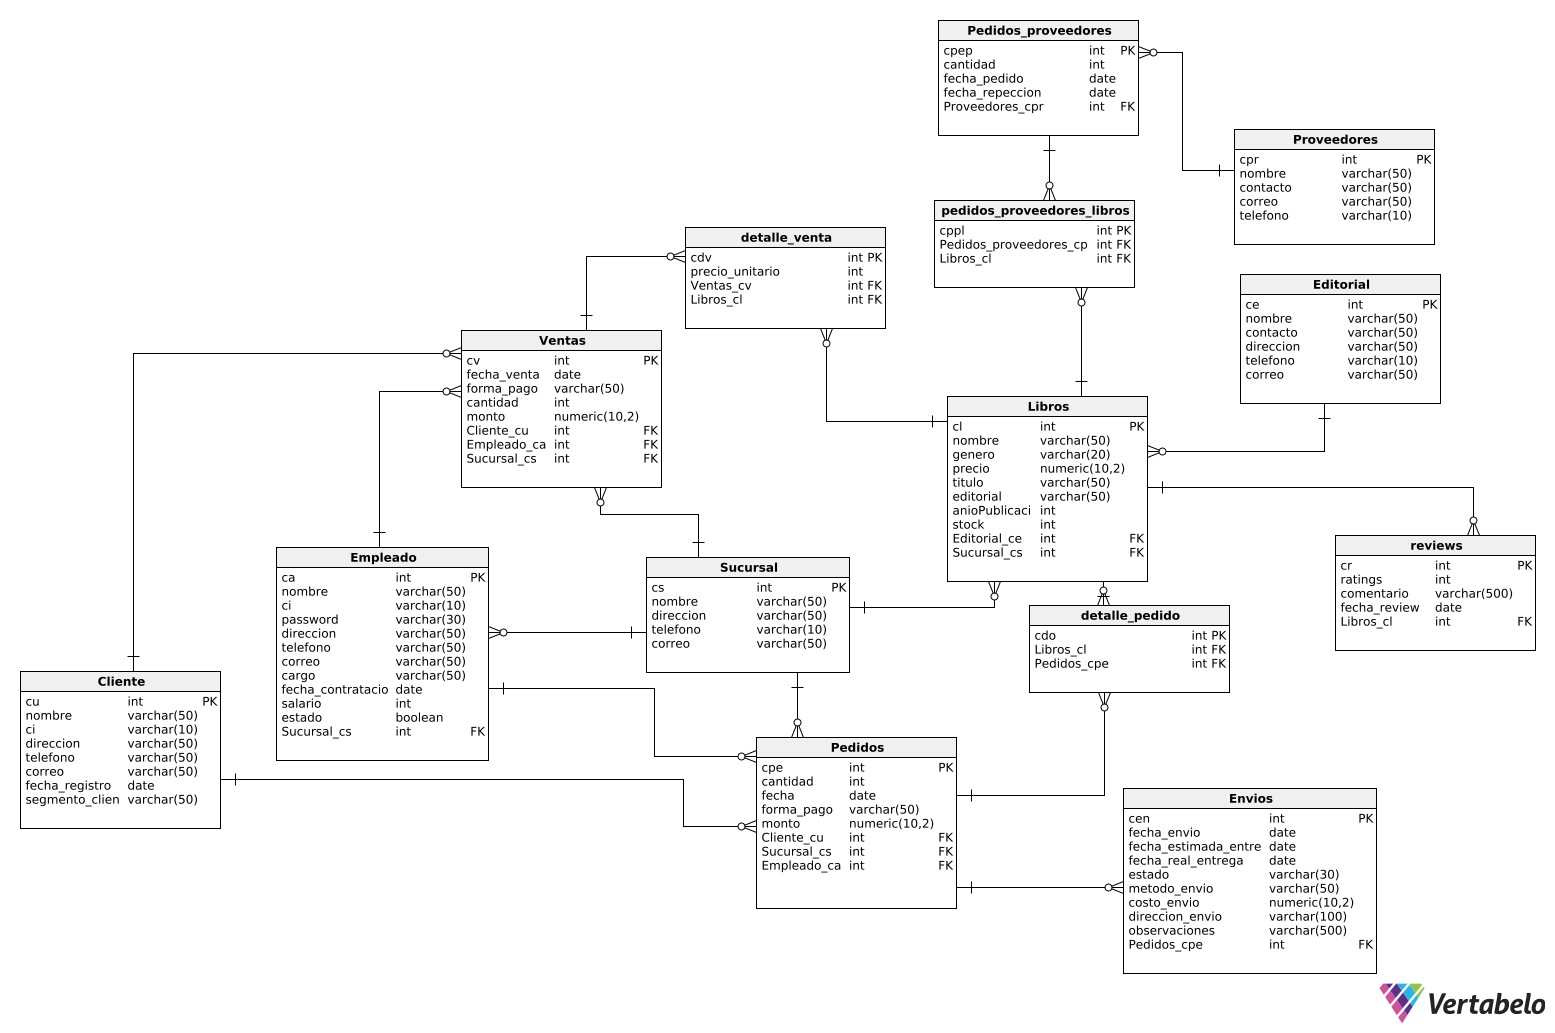 Pedidos_proveedores
cpep int PK
cantidad int
fecha_pedido date
fecha_repeccion date
Proveedores_cpr int FK
Proveedores
cpr int PK
nombre varchar(50)
contacto varchar(50)
correo varchar(50)
telefono varchar(10)
pedidos_proveedores_libros
cppl int PK
Pedidos_proveedores_cp int FK
Libros_cl int FK
detalle_venta
cdv int PK
precio_unitario int
Ventas_cv int FK
Libros_cl int FK
Editorial
ce int PK
nombre varchar(50)
contacto varchar(50)
direccion varchar(50)
telefono varchar(10)
correo varchar(50)
Ventas
cv int PK
fecha_venta date
forma_pago varchar(50)
cantidad int
monto numeric(10,2)
Cliente_cu int FK
Empleado_ca int FK
Sucursal_cs int FK
Libros
cl int PK
nombre varchar(50)
genero varchar(20)
precio numeric(10,2)
titulo varchar(50)
editorial varchar(50)
anioPublicaci int
stock int
Editorial_ce int FK
Sucursal_cs int FK
reviews
cr int PK
ratings int
comentario varchar(500)
fecha_review date
Libros_cl int FK
Empleado
ca int PK
nombre varchar(50)
ci varchar(10)
password varchar(30)
direccion varchar(50)
telefono varchar(50)
correo varchar(50)
cargo varchar(50)
fecha_contratacio date
salario int
estado boolean
Sucursal_cs int FK
Sucursal
cs int PK
nombre varchar(50)
direccion varchar(50)
telefono varchar(10)
correo varchar(50)
detalle_pedido
cdo int PK
Libros_cl int FK
Pedidos_cpe int FK
Cliente
cu int PK
nombre varchar(50)
ci varchar(10)
direccion varchar(50)
telefono varchar(50)
correo varchar(50)
fecha_registro date
segmento_clien varchar(50)
Pedidos
cpe int PK
cantidad int
fecha date
forma_pago varchar(50)
monto numeric(10,2)
Cliente_cu int FK
Sucursal_cs int FK
Empleado_ca int FK
Envios
cen int PK
fecha_envio date
fecha_estimada_entre date
fecha_real_entrega date
estado varchar(30)
metodo_envio varchar(50)
costo_envio numeric(10,2)
direccion_envio varchar(100)
observaciones varchar(500)
Pedidos_cpe int FK
Vertabelo